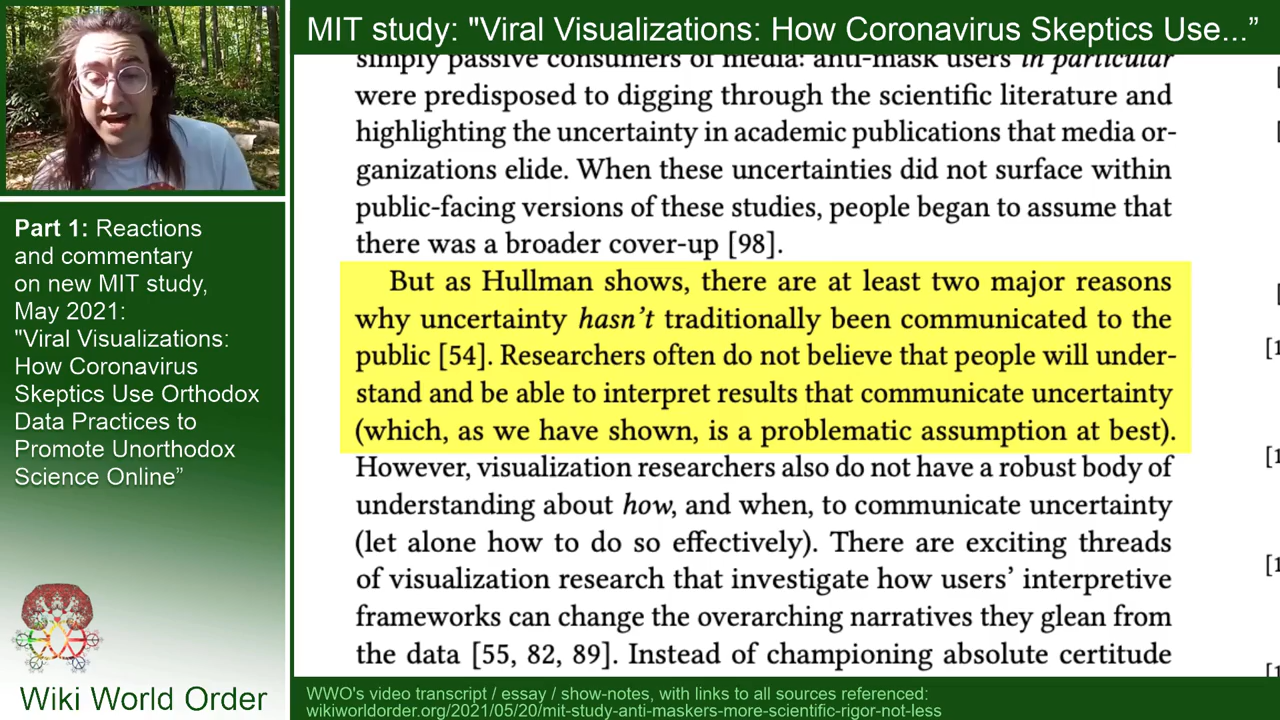 MIT study: "Viral Visualizations: How Coronavirus Skeptics Use...”
simply passive consumers of media: anti-mask users in particular
were predisposed to digging through the scientific literature and
highlighting the uncertainty in academic publications that media or-
ganizations elide. When these uncertainties did not surface within
public-facing versions of these studies, people began to assume that
there was a broader cover-up [98].
But as Hullman shows, there are at least two major reasons
why uncertainty hasn’t traditionally been communicated to the
public [54]. Researchers often do not believe that people will under-
stand and be able to interpret results that communicate uncertainty
(which, as we have shown, is a problematic assumption at best).
However, visualization researchers also do not have a robust body of
understanding about how, and when, to communicate uncertainty
(let alone how to do so effectively). There are exciting threads
of visualization research that investigate how users’ interpretive
frameworks can change the overarching narratives they glean from
the data [55, 82, 89]. Instead of championing absolute certitude
Part 1: Reactions
and commentary
on new MIT study,
May 2021:
"Viral Visualizations:
How Coronavirus
Skeptics Use Orthodox
Data Practices to
Promote Unorthodox
Science Online”
Wiki World Order
WWO's video transcript / essay / show-notes, with links to all sources referenced:
wikiworldorder.org/2021/05/20/mit-study-anti-maskers-more-scientific-rigor-not-less